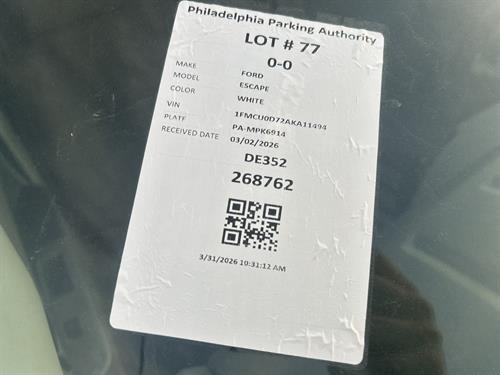 Philadelphia Parking Authority
LOT # 77
0-0
MAKE FORD
MODEL ESCAPE
COLOR WHITE
VIN 1FMCU0D72AKA11494
PLATE PA-MPK6914
RECEIVED DATE 03/02/2026
DE352
268762
3/31/2026 10:31:12 AM